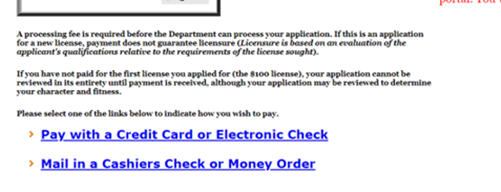 portal. You
A processing fee is required before the Department can process your application. If this is an application
for a new license, payment does not guarantee licensure (Licensure is based on an evaluation of the
applicant's qualifications relative to the requirements of the license sought).
If you have not paid for the first license you applied for (the $100 license), your application cannot be
reviewed in its entirety until payment is received, although your application may be reviewed to determine
your character and fitness.
Please select one of the links below to indicate how you wish to pay.
› Pay with a Credit Card or Electronic Check
› Mail in a Cashiers Check or Money Order